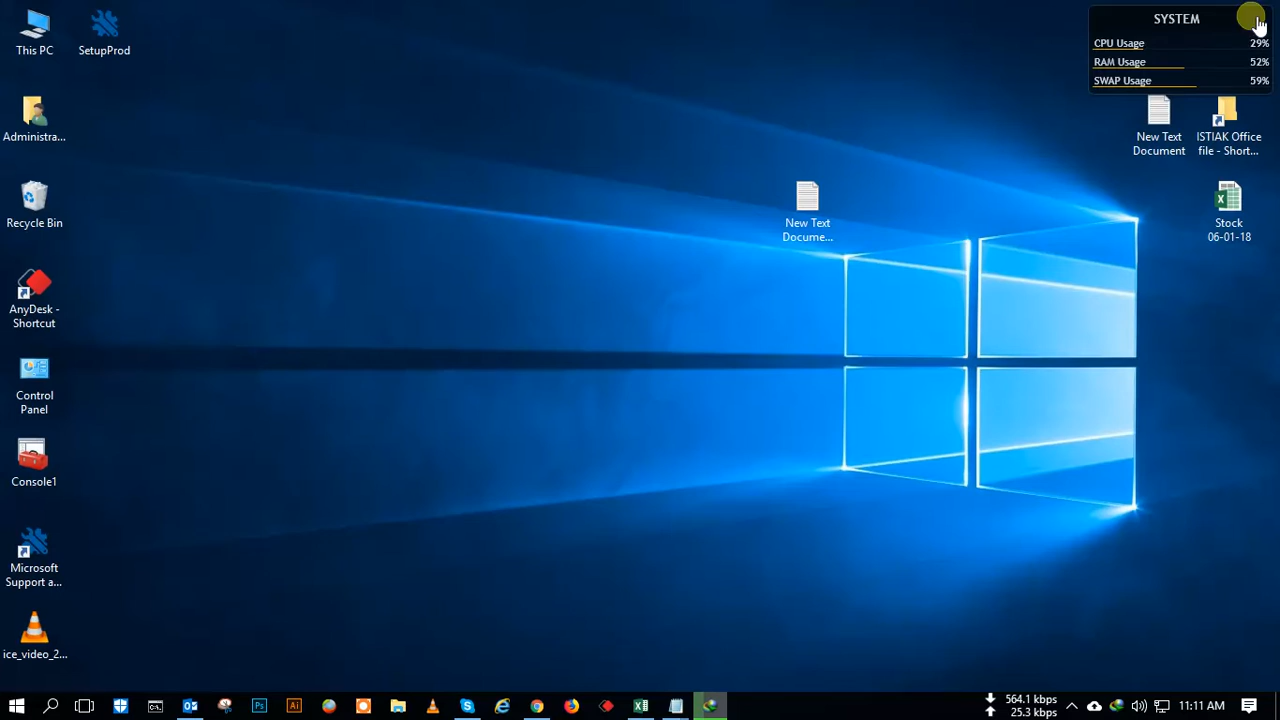 This PC
SetupProd
Administra...
Recycle Bin
AnyDesk -
Shortcut
Control
Panel
Console1
Microsoft
Support a...
ice_video_2...
New Text
Docume...
SYSTEM
CPU Usage 29%
RAM Usage 52%
SWAP Usage 59%
New Text
Document
ISTIAK Office
file - Short...
Stock
06-01-18
Ps
Ai
564.1 kbps
25.3 kbps
11:11 AM